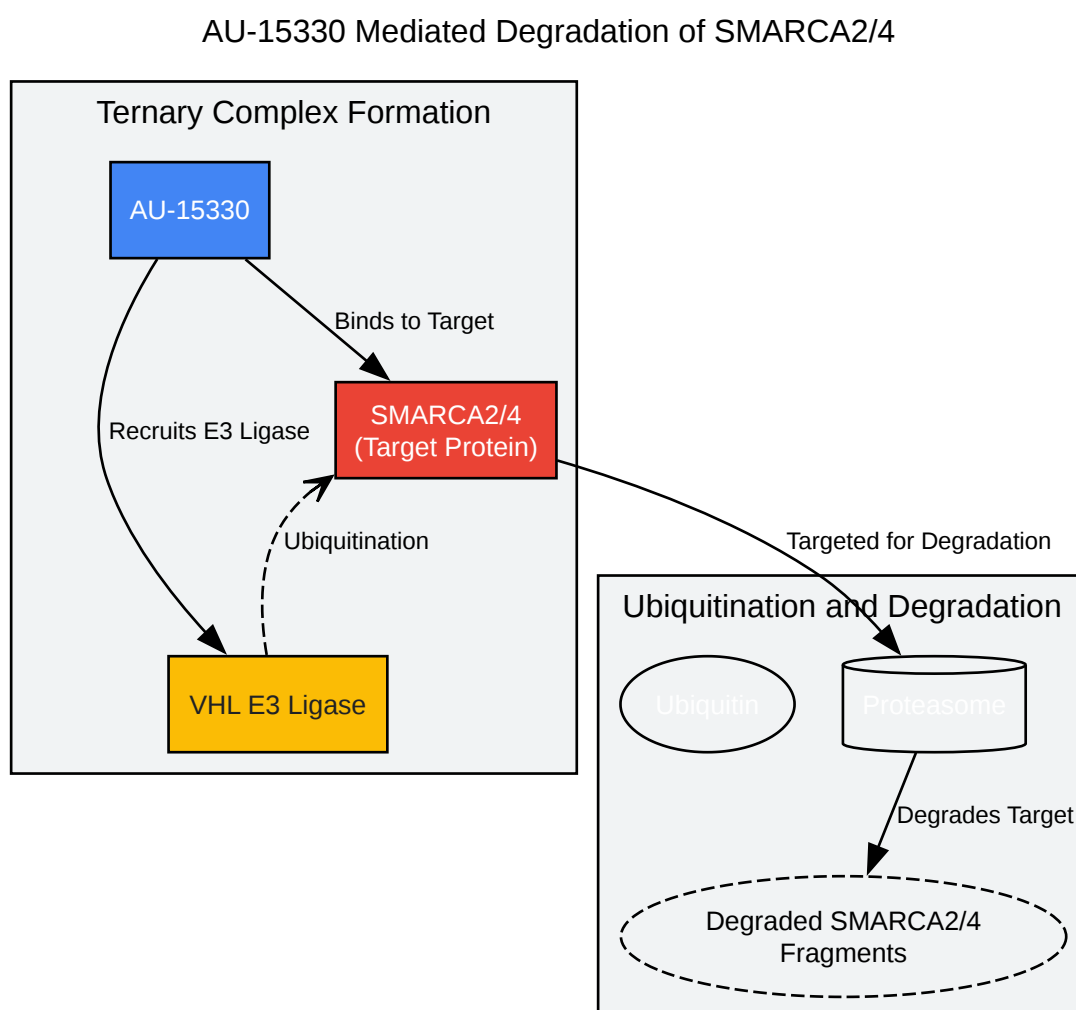 AU-15330 Mediated Degradation of SMARCA2/4
Ternary Complex Formation
AU-15330
Binds to Target
SMARCA2/4
(Target Protein)
Recruits E3 Ligase
Ubiquitination
VHL E3 Ligase
Targeted for Degradation
Ubiquitination and Degradation
Ubiquitin
Proteasome
Degrades Target
Degraded SMARCA2/4
Fragments